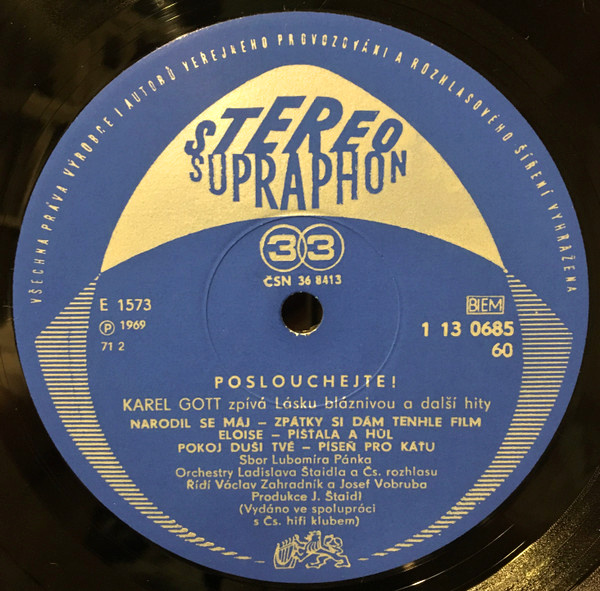 VŠECHNA PRÁVA VÝROBCE I AUTORŮ VEŘEJNÉHO PROVOZOVÁNÍ A ROZHLASOVÉHO ŠÍŘENÍ VYHRAŽENA
STEREO
SUPRAPHON
33
ČSN 36 8413
E 1573
Ⓟ 1969
71 2
BIEM
1 13 0685
60
POSLOUCHEJTE!
KAREL GOTT zpívá Lásku bláznivou a další hity
NARODIL SE MÁJ – ZPÁTKY SI DÁM TENHLE FILM
ELOISE – PÍŠŤALA A HŮL
POKOJ DUŠI TVÉ – PÍSEŇ PRO KÁŤU
Sbor Lubomíra Pánka
Orchestry Ladislava Štaidla a Čs. rozhlasu
Řídí Václav Zahradník a Josef Vobruba
Produkce J. Štaidl
(Vydáno ve spolupráci
s Čs. hifi klubem)